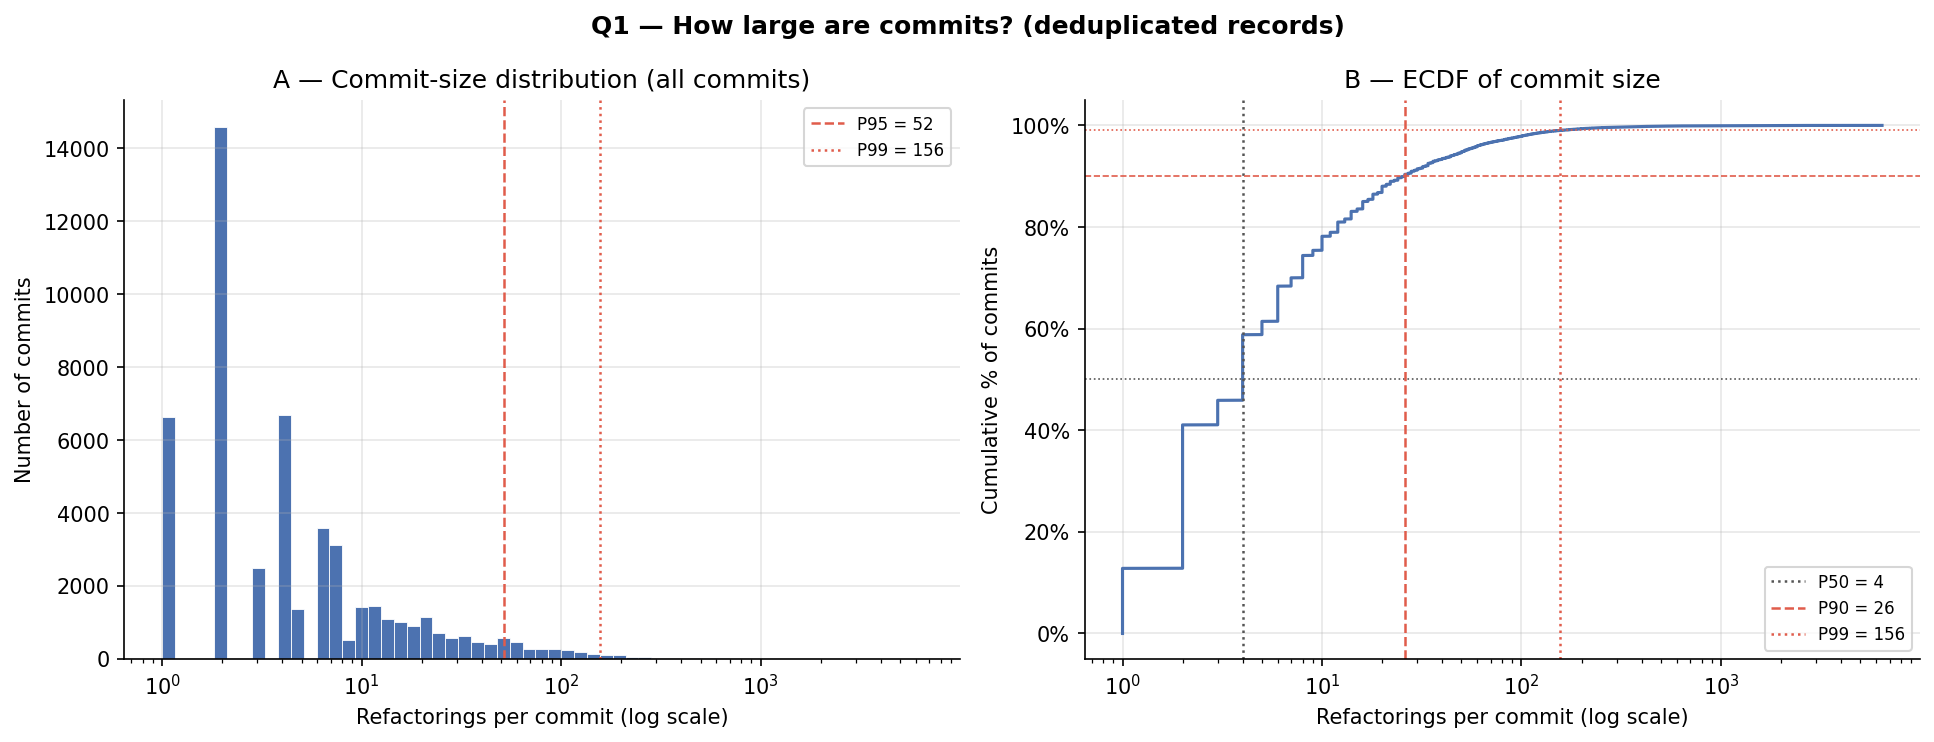 Q1 — How large are commits? (deduplicated records)
A — Commit-size distribution (all commits)
P95 = 52
P99 = 156
14000
12000
10000
8000
6000
4000
2000
0
Number of commits
10⁰
10¹
10²
10³
Refactorings per commit (log scale)
B — ECDF of commit size
100%
80%
60%
40%
20%
0%
Cumulative % of commits
P50 = 4
P90 = 26
P99 = 156
10⁰
10¹
10²
10³
Refactorings per commit (log scale)